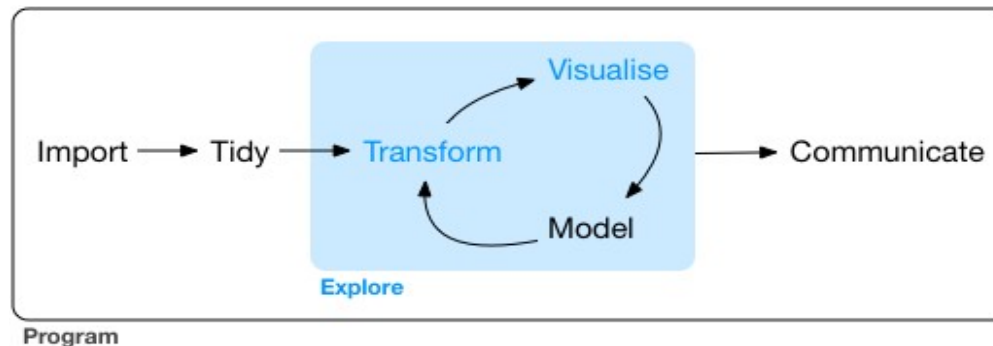 Visualise
Import
Tidy
Transform
Communicate
Model
Explore
Program